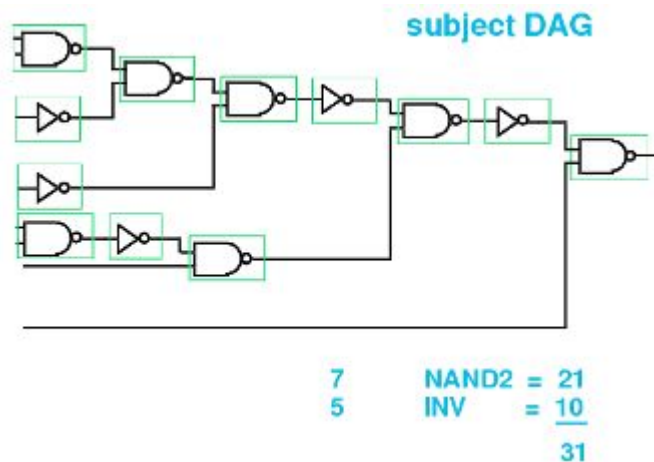 subject DAG
7 NAND2 = 21
5 INV = 10
31